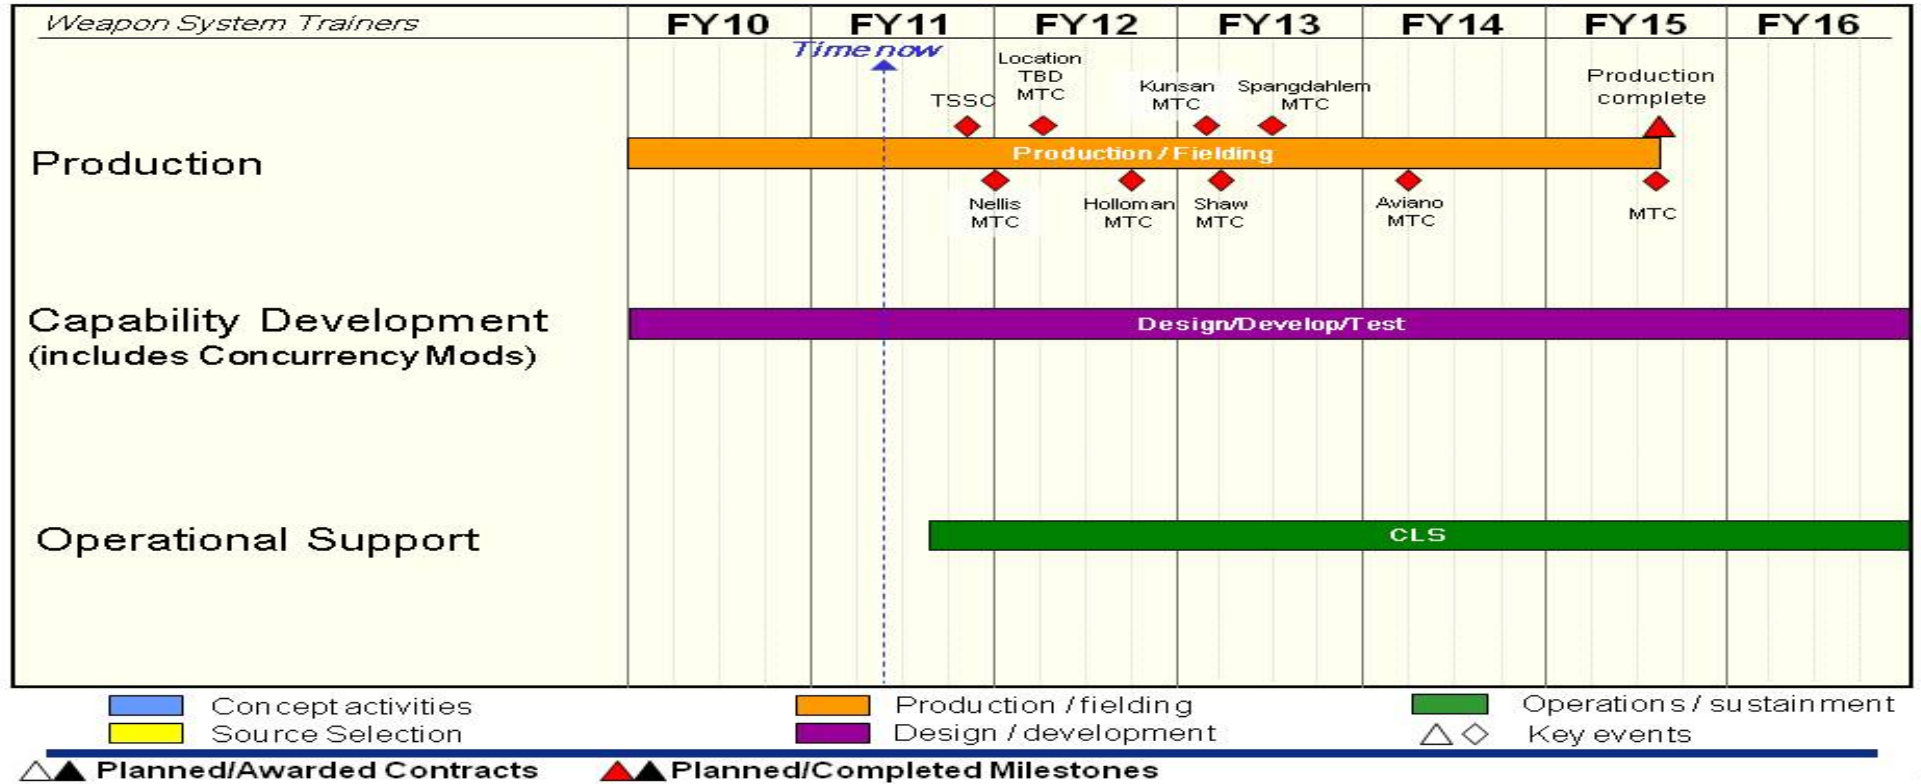 Weapon System Trainers FY10 FY11 FY12 FY13 FY14 FY15 FY16
Time now
Location
TBD
MTC
TSSC
Kunsan
MTC
Spangdahlem
MTC
Production
complete
Production
Production / Fielding
Nellis
MTC
Holloman
MTC
Shaw
MTC
Aviano
MTC
MTC
Capability Development
(includes Concurrency Mods)
Design/Develop/Test
Operational Support
CLS
Concept activities
Production / fielding
Operations / sustainment
Source Selection
Design / development
Key events
Planned/Awarded Contracts
Planned/Completed Milestones